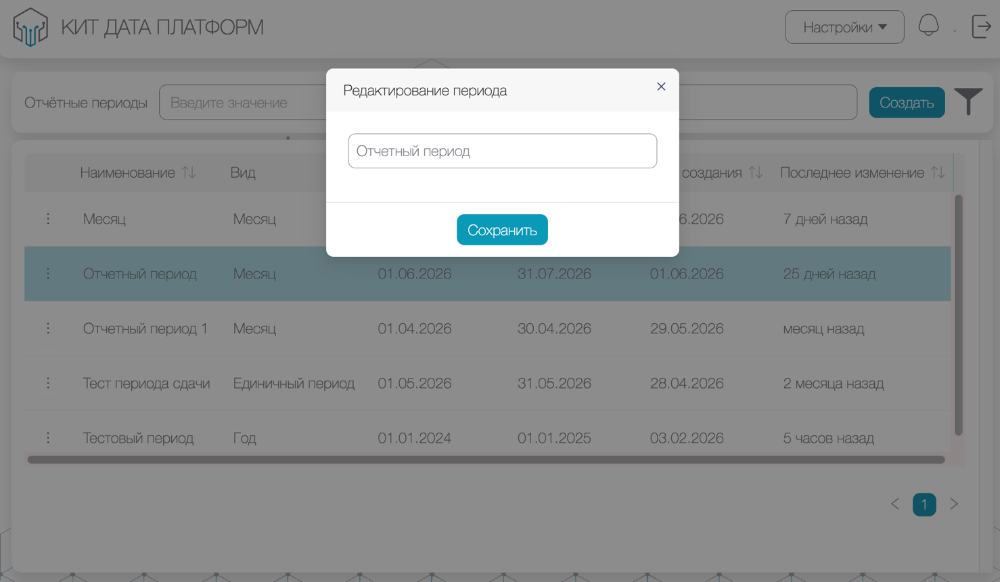 КИТ ДАТА ПЛАТФОРМ
Настройки
Редактирование периода
Отчётные периоды
Введите значение
Создать
Отчетный период
Наименование Вид создания Последнее изменение
Месяц Месяц 6.2026 7 дней назад
Сохранить
Отчетный период Месяц 01.06.2026 31.07.2026 01.06.2026 25 дней назад
Отчетный период 1 Месяц 01.04.2026 30.04.2026 29.05.2026 месяц назад
Тест периода сдачи Единичный период 01.05.2026 31.05.2026 28.04.2026 2 месяца назад
Тестовый период Год 01.01.2024 01.01.2025 03.02.2026 5 часов назад
1